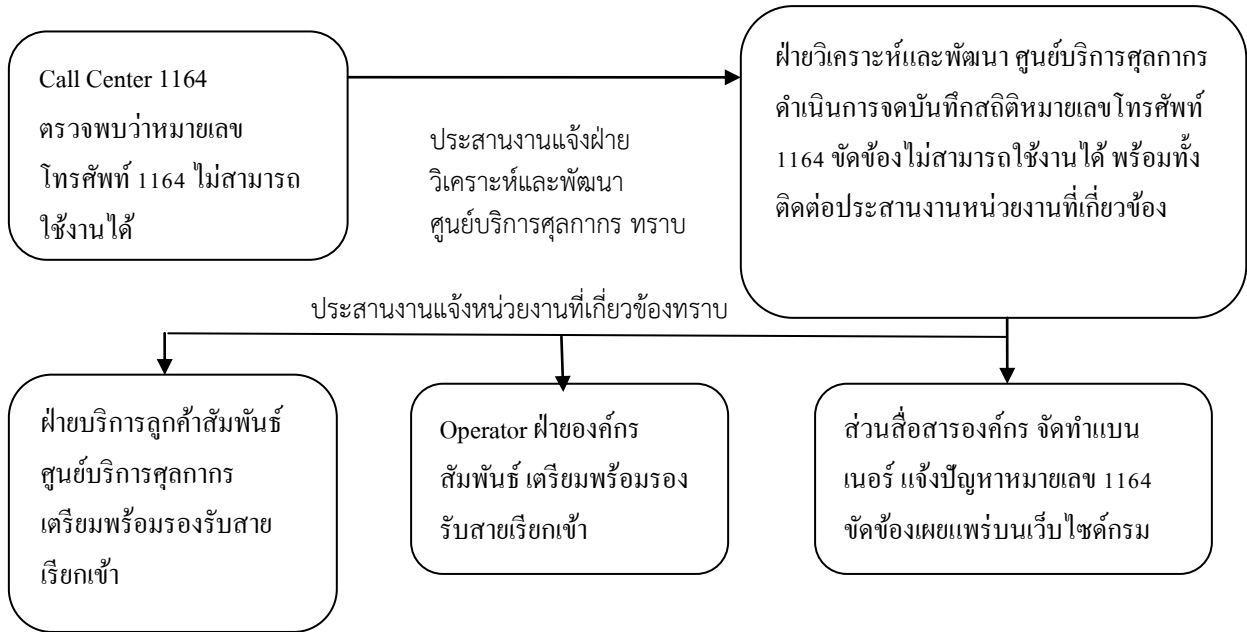 Call Center 1164
ตรวจพบว่าหมายเลข
โทรศัพท์ 1164 ไม่สามารถ
ใช้งานได้
ประสานงานแจ้งฝ่าย
วิเคราะห์และพัฒนา
ศูนย์บริการศุลกากร ทราบ
ฝ่ายวิเคราะห์และพัฒนา ศูนย์บริการศุลกากร
ดำเนินการจดบันทึกสถิติหมายเลขโทรศัพท์
1164 ขัดข้องไม่สามารถใช้งานได้ พร้อมทั้ง
ติดต่อประสานงานหน่วยงานที่เกี่ยวข้อง
ประสานงานแจ้งหน่วยงานที่เกี่ยวข้องทราบ
ฝ่ายบริการลูกค้าสัมพันธ์
ศูนย์บริการศุลกากร
เตรียมพร้อมรองรับสาย
เรียกเข้า
Operator ฝ่ายองค์กร
สัมพันธ์ เตรียมพร้อมรอง
รับสายเรียกเข้า
ส่วนสื่อสารองค์กร จัดทำแบน
เนอร์ แจ้งปัญหาหมายเลข 1164
ขัดข้องเผยแพร่บนเว็บไซด์กรม